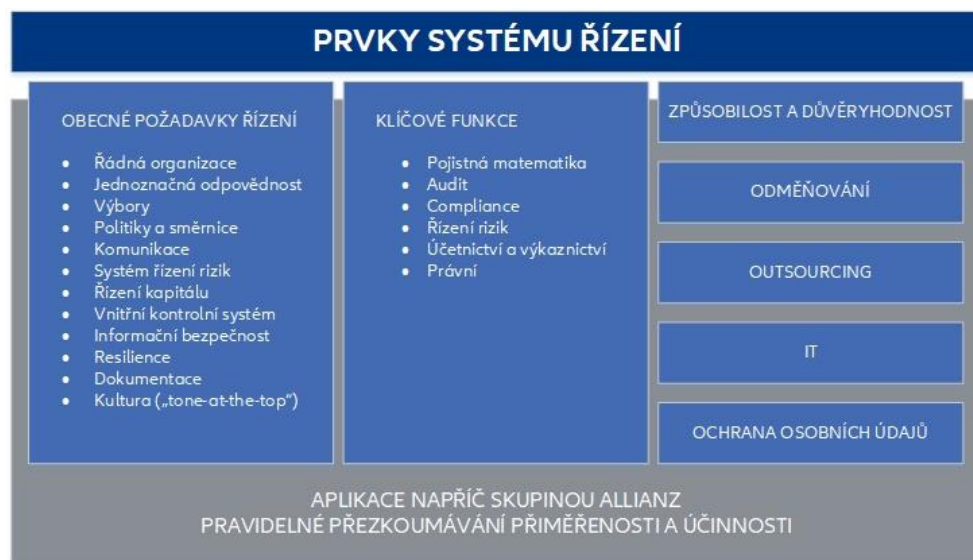 PRVKY SYSTÉMU ŘÍZENÍ
OBECNÉ POŽADAVKY ŘÍZENÍ
• Řádná organizace
• Jednoznačná odpovědnost
• Výbory
• Politiky a směrnice
• Komunikace
• Systém řízení rizik
• Řízení kapitálu
• Vnitřní kontrolní systém
• Informační bezpečnost
• Resilience
• Dokumentace
• Kultura („tone-at-the-top“)
KLÍČOVÉ FUNKCE
• Pojistná matematika
• Audit
• Compliance
• Řízení rizik
• Účetnictví a výkaznictví
• Právní
ZPŮSOBILOST A DŮVĚRYHODNOST
ODMĚŇOVÁNÍ
OUTSOURCING
IT
OCHRANA OSOBNÍCH ÚDAJŮ
APLIKACE NAPŘÍČ SKUPINOU ALLIANZ
PRAVIDELNÉ PŘEZKOUMÁVÁNÍ PŘIMĚŘENOSTI A ÚČINNOSTI